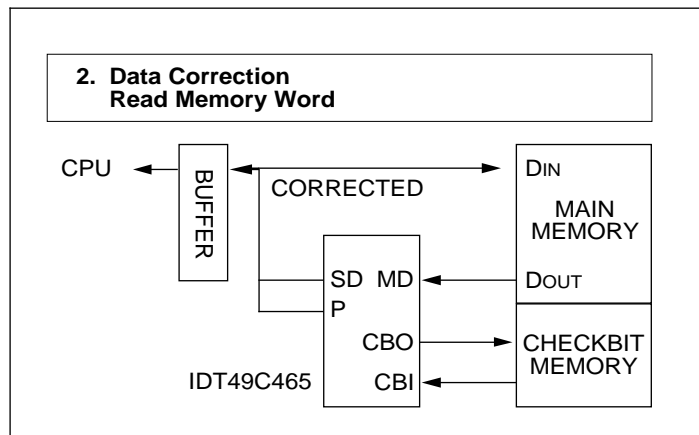 2. Data Correction
Read Memory Word
CPU
BUFFER
CORRECTED
DIN
MAIN
MEMORY
SD MD
DOUT
P
CBO
CHECKBIT
MEMORY
IDT49C465
CBI